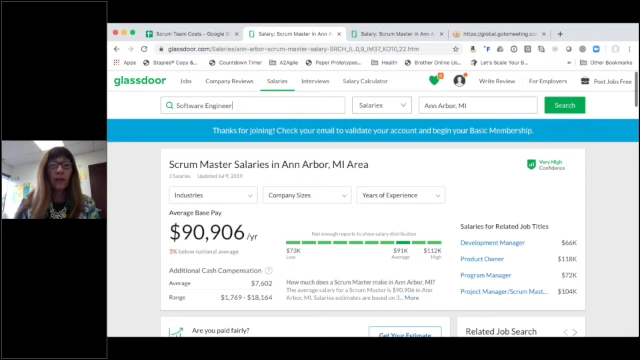 Scrum Team Costs - Google S
Salary: Scrum Master in Ann A
Salary: Scrum Master in Ann A
https://global.gotomeeting.com
glassdoor.com/Salaries/ann-arbor-scrum-master-salary-SRCH_IL.0,9_IM37_KO10,22.htm
Apps
Staples® Copy &
A2Agile
Paper Prototypes
Google Calendar
Brother Offline
Let's Scale your B
Other Bookmarks
glassdoor
Jobs
Company Reviews
Salaries
Interviews
Salary Calculator
Write Review
For Employers
Post Jobs Free
Software Engineer
Salaries
Ann Arbor, MI
Search
Thanks for joining! Check your email to validate your account and begin your Basic Membership.
Scrum Master Salaries in Ann Arbor, MI Area
3 Salaries Updated Jul 9, 2019
Very High
Confidence
Industries
Company Sizes
Years of Experience
Average Base Pay
$90,906 /yr
3% below national average
Not enough reports to show salary distribution
$73K
Low
$91K
Average
$112K
High
Salaries for Related Job Titles
Development Manager $66K
Product Owner $118K
Program Manager $72K
Project Manager/Scrum Mast... $104K
Additional Cash Compensation
Average $7,602
Range $1,769 - $18,164
How much does a Scrum Master make in Ann Arbor, MI?
The average salary for a Scrum Master is $90,906 in Ann
Arbor, MI. Salaries estimates are based on 3... More
Are you paid fairly?
Get Your Estimate
Related Job Search